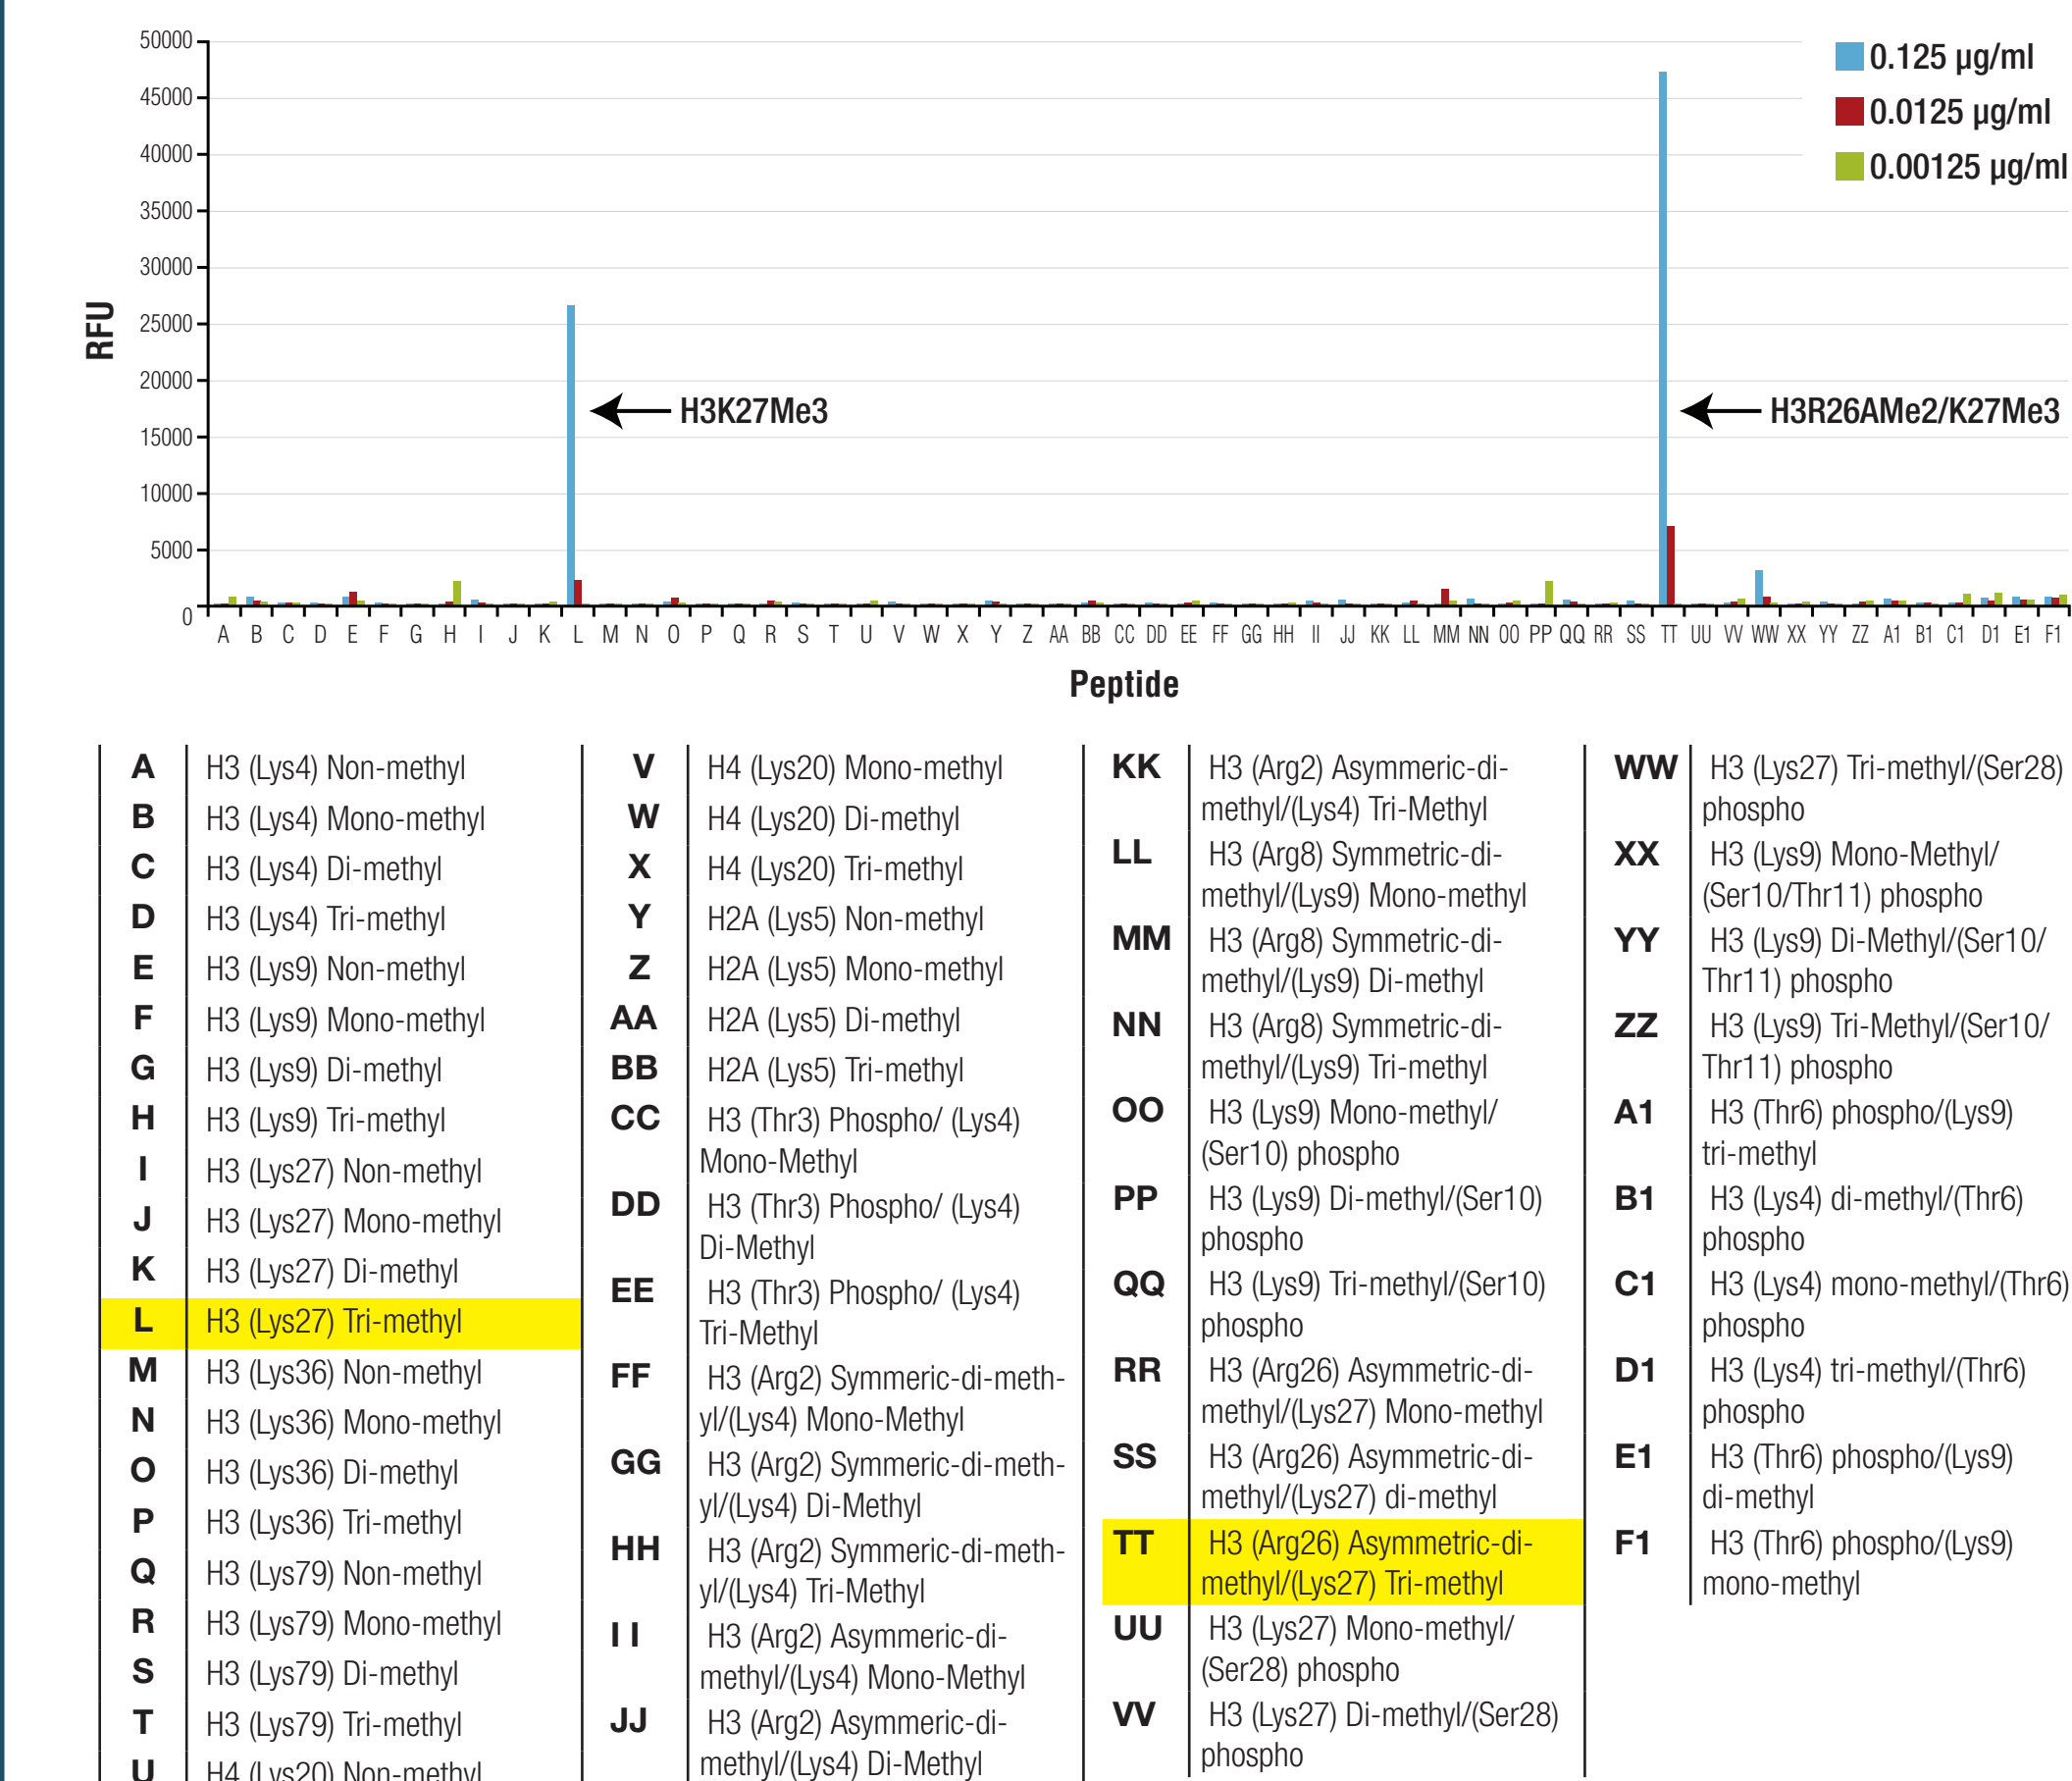 50000
45000
40000
35000
30000
25000
20000
15000
10000
5000
0
RFU
0.125 µg/ml
0.0125 µg/ml
0.00125 µg/ml
H3K27Me3
H3R26AMe2/K27Me3
A B C D E F G H I J K L M N O P Q R S T U V W X Y Z AA BB CC DD EE FF GG HH II JJ KK LL MM NN OO PP QQ RR SS TT UU VV WW XX YY ZZ A1 B1 C1 D1 E1 F1
Peptide
A H3 (Lys4) Non-methyl
B H3 (Lys4) Mono-methyl
C H3 (Lys4) Di-methyl
D H3 (Lys4) Tri-methyl
E H3 (Lys9) Non-methyl
F H3 (Lys9) Mono-methyl
G H3 (Lys9) Di-methyl
H H3 (Lys9) Tri-methyl
I H3 (Lys27) Non-methyl
J H3 (Lys27) Mono-methyl
K H3 (Lys27) Di-methyl
L H3 (Lys27) Tri-methyl
M H3 (Lys36) Non-methyl
N H3 (Lys36) Mono-methyl
O H3 (Lys36) Di-methyl
P H3 (Lys36) Tri-methyl
Q H3 (Lys79) Non-methyl
R H3 (Lys79) Mono-methyl
S H3 (Lys79) Di-methyl
T H3 (Lys79) Tri-methyl
U H4 (Lys20) Non-methyl
V H4 (Lys20) Mono-methyl
W H4 (Lys20) Di-methyl
X H4 (Lys20) Tri-methyl
Y H2A (Lys5) Non-methyl
Z H2A (Lys5) Mono-methyl
AA H2A (Lys5) Di-methyl
BB H2A (Lys5) Tri-methyl
CC H3 (Thr3) Phospho/ (Lys4)
Mono-Methyl
DD H3 (Thr3) Phospho/ (Lys4)
Di-Methyl
EE H3 (Thr3) Phospho/ (Lys4)
Tri-Methyl
FF H3 (Arg2) Symmeric-di-meth-
yl/(Lys4) Mono-Methyl
GG H3 (Arg2) Symmeric-di-meth-
yl/(Lys4) Di-Methyl
HH H3 (Arg2) Symmeric-di-meth-
yl/(Lys4) Tri-Methyl
I I H3 (Arg2) Asymmeric-di-
methyl/(Lys4) Mono-Methyl
JJ H3 (Arg2) Asymmeric-di-
methyl/(Lys4) Di-Methyl
KK H3 (Arg2) Asymmeric-di-
methyl/(Lys4) Tri-Methyl
LL H3 (Arg8) Symmetric-di-
methyl/(Lys9) Mono-methyl
MM H3 (Arg8) Symmetric-di-
methyl/(Lys9) Di-methyl
NN H3 (Arg8) Symmetric-di-
methyl/(Lys9) Tri-methyl
OO H3 (Lys9) Mono-methyl/
(Ser10) phospho
PP H3 (Lys9) Di-methyl/(Ser10)
phospho
QQ H3 (Lys9) Tri-methyl/(Ser10)
phospho
RR H3 (Arg26) Asymmetric-di-
methyl/(Lys27) Mono-methyl
SS H3 (Arg26) Asymmetric-di-
methyl/(Lys27) di-methyl
TT H3 (Arg26) Asymmetric-di-
methyl/(Lys27) Tri-methyl
UU H3 (Lys27) Mono-methyl/
(Ser28) phospho
VV H3 (Lys27) Di-methyl/(Ser28)
phospho
WW H3 (Lys27) Tri-methyl/(Ser28)
phospho
XX H3 (Lys9) Mono-Methyl/
(Ser10/Thr11) phospho
YY H3 (Lys9) Di-Methyl/(Ser10/
Thr11) phospho
ZZ H3 (Lys9) Tri-Methyl/(Ser10/
Thr11) phospho
A1 H3 (Thr6) phospho/(Lys9)
tri-methyl
B1 H3 (Lys4) di-methyl/(Thr6)
phospho
C1 H3 (Lys4) mono-methyl/(Thr6)
phospho
D1 H3 (Lys4) tri-methyl/(Thr6)
phospho
E1 H3 (Thr6) phospho/(Lys9)
di-methyl
F1 H3 (Thr6) phospho/(Lys9)
mono-methyl